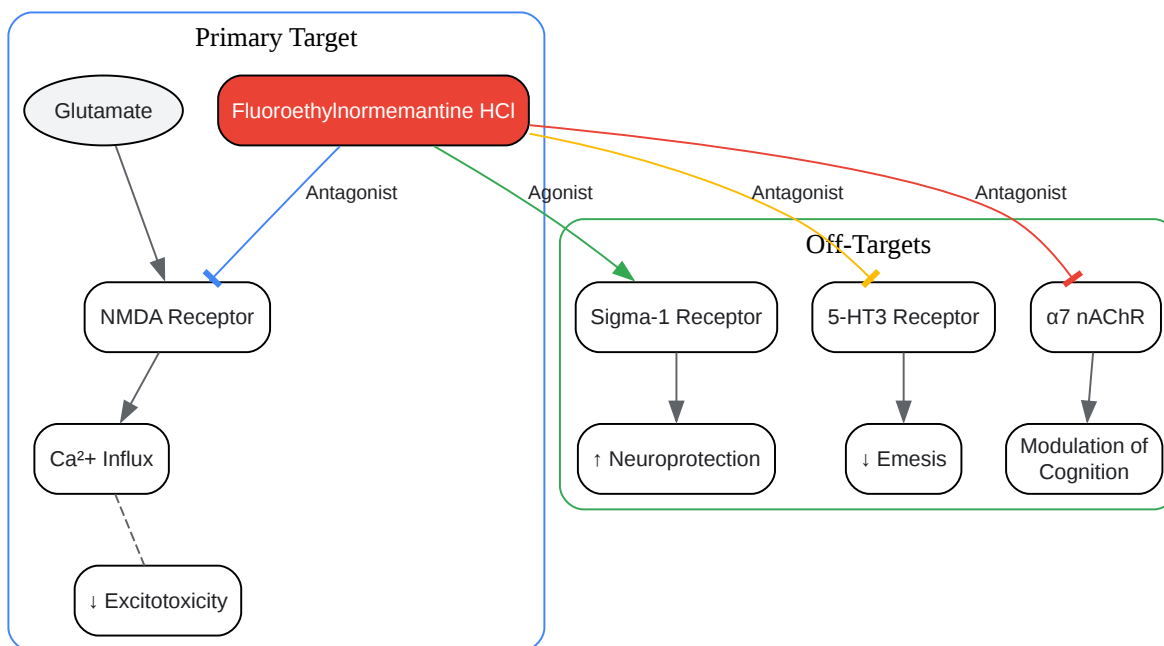 Primary Target
Glutamate
Fluoroethylnormemantine HCl
Antagonist
Agonist
Antagonist
Antagonist
Off-Targets
NMDA Receptor
Sigma-1 Receptor
5-HT3 Receptor
α7 nAChR
Ca²+ Influx
↑ Neuroprotection
↓ Emesis
Modulation of
Cognition
↓ Excitotoxicity